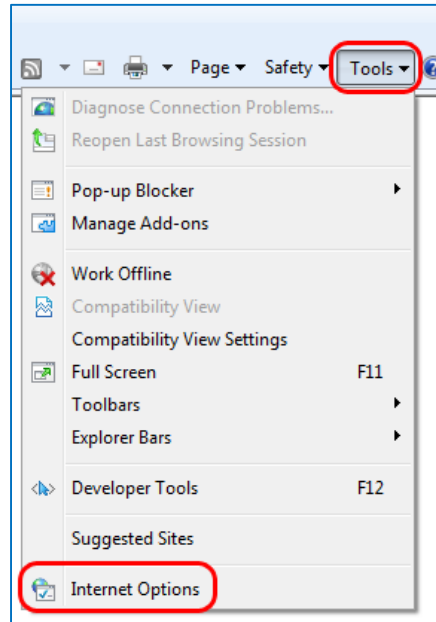 Page Safety Tools
Diagnose Connection Problems...
Reopen Last Browsing Session
Pop-up Blocker
Manage Add-ons
Work Offline
Compatibility View
Compatibility View Settings
Full Screen F11
Toolbars
Explorer Bars
Developer Tools F12
Suggested Sites
Internet Options